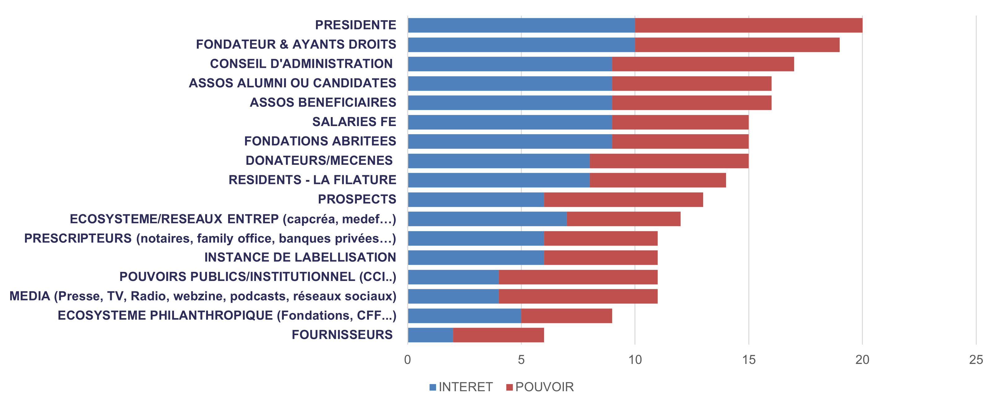 PRESIDENTE
FONDATEUR & AYANTS DROITS
CONSEIL D'ADMINISTRATION
ASSOS ALUMNI OU CANDIDATES
ASSOS BENEFICIAIRES
SALARIES FE
FONDATIONS ABRITEES
DONATEURS/MECENES
RESIDENTS - LA FILATURE
PROSPECTS
ECOSYSTEME/RESEAUX ENTREP (capcréa, medef…)
PRESCRIPTEURS (notaires, family office, banques privées…)
INSTANCE DE LABELLISATION
POUVOIRS PUBLICS/INSTITUTIONNEL (CCI..)
MEDIA (Presse, TV, Radio, webzine, podcasts, réseaux sociaux)
ECOSYSTEME PHILANTHROPIQUE (Fondations, CFF...)
FOURNISSEURS
0 5 10 15 20 25
INTERET POUVOIR